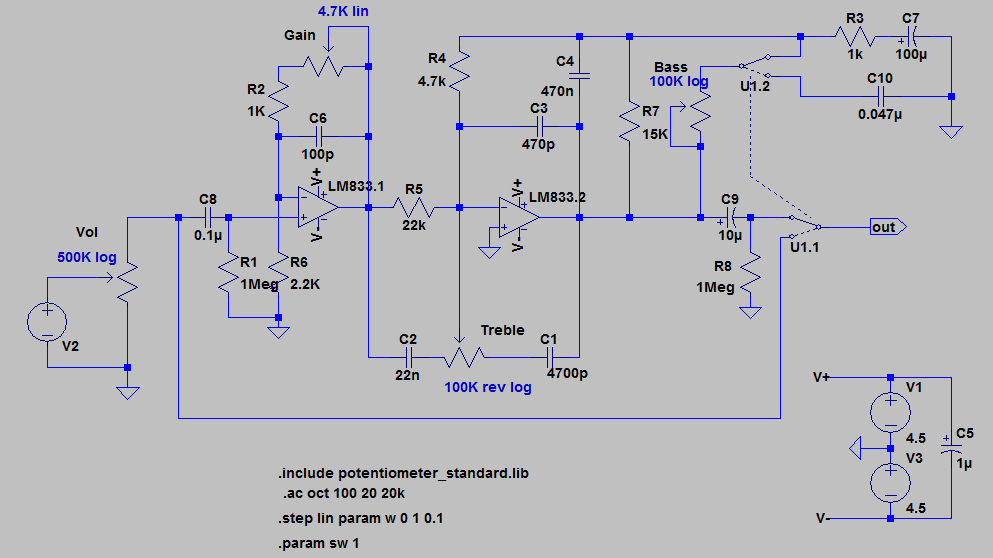 4.7K lin
Gain
R2
1K
C6
100p
V+
LM833.1
V-
R4
4.7k
C4
470n
C3
470p
R7
15K
Bass
100K log
U1.2
R3
1k
C7
100µ
C10
0.047µ
Vol
500K log
V2
C8
0.1µ
R1
1Meg
R6
2.2K
R5
22k
V+
LM833.2
V-
C9
10µ
U1.1
out
R8
1Meg
C2
22n
Treble
100K rev log
C1
4700p
V+
V1
4.5
V3
4.5
C5
1µ
V-
.include potentiometer_standard.lib
.ac oct 100 20 20k
.step lin param w 0 1 0.1
.param sw 1